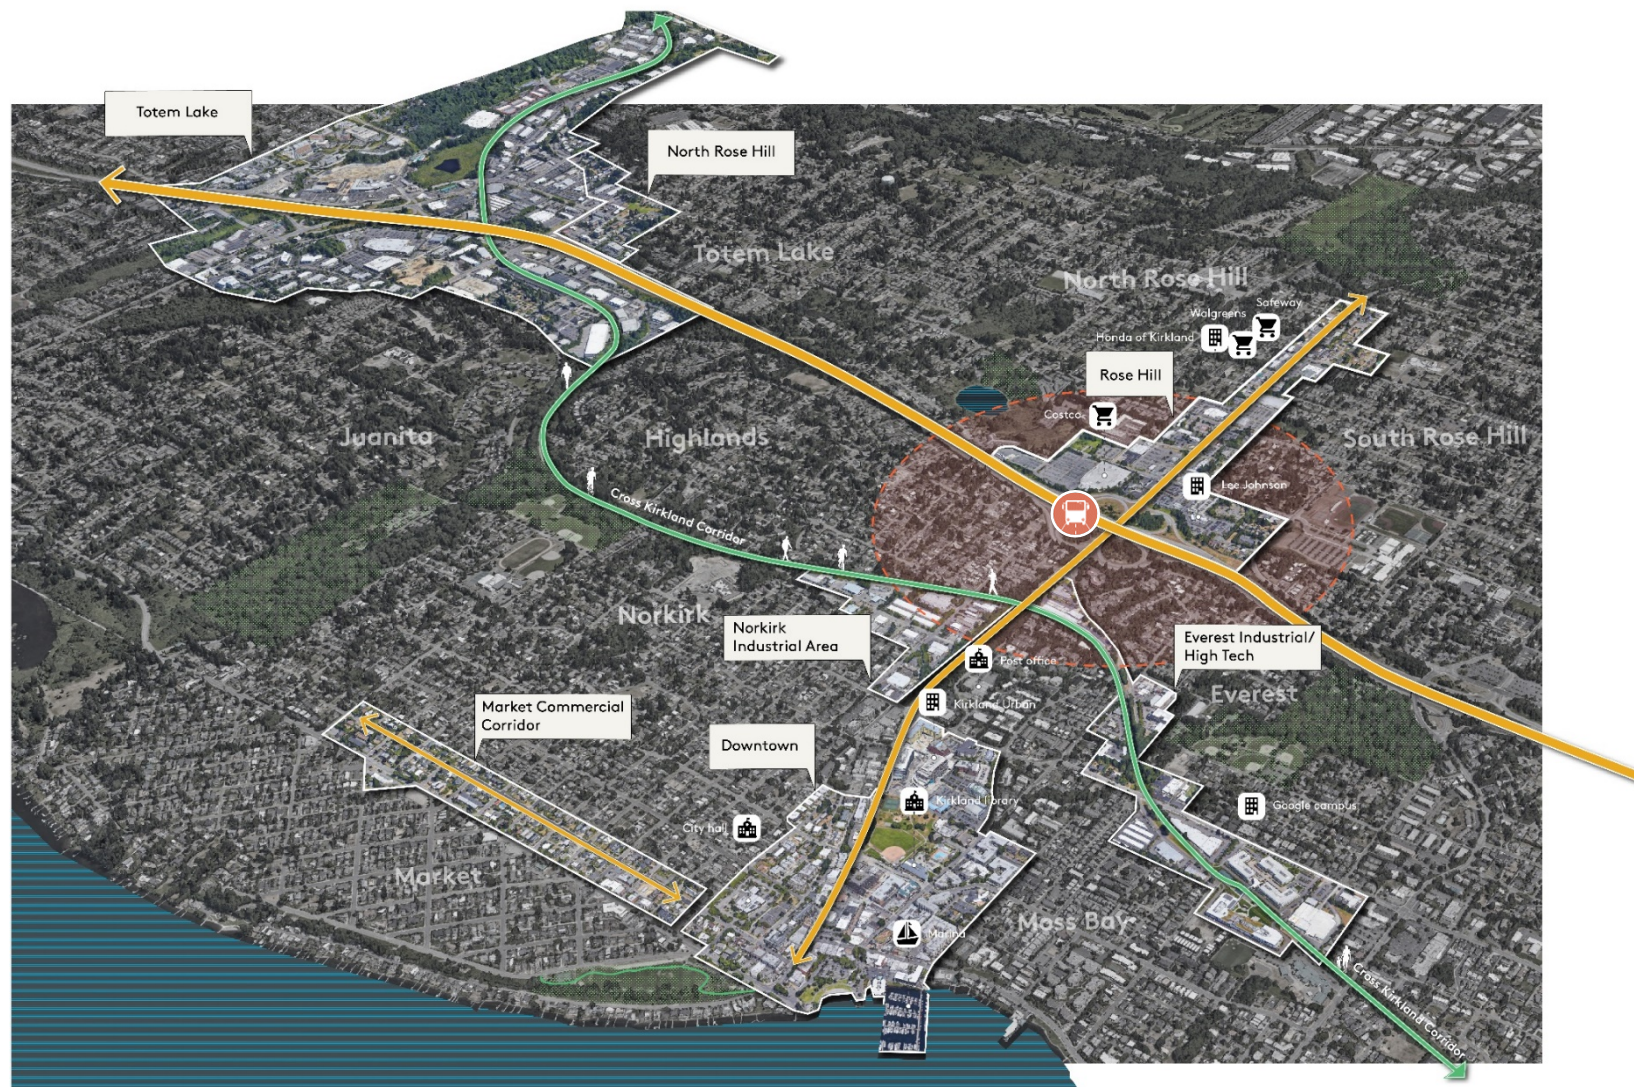 Totem Lake
North Rose Hill
Totem Lake
North Rose Hill
Safeway
Walgreens
Honda of Kirkland
Rose Hill
Costco
Juanita
Highlands
South Rose Hill
Lee Johnson
Cross Kirkland Corridor
Norkirk
Norkirk
Industrial Area
Everest Industrial/
High Tech
Post office
Everest
Kirkland Urban
Market Commercial
Corridor
Downtown
Kirkland library
Google campus
City hall
Market
Moss Bay
Marina
Cross Kirkland Corridor